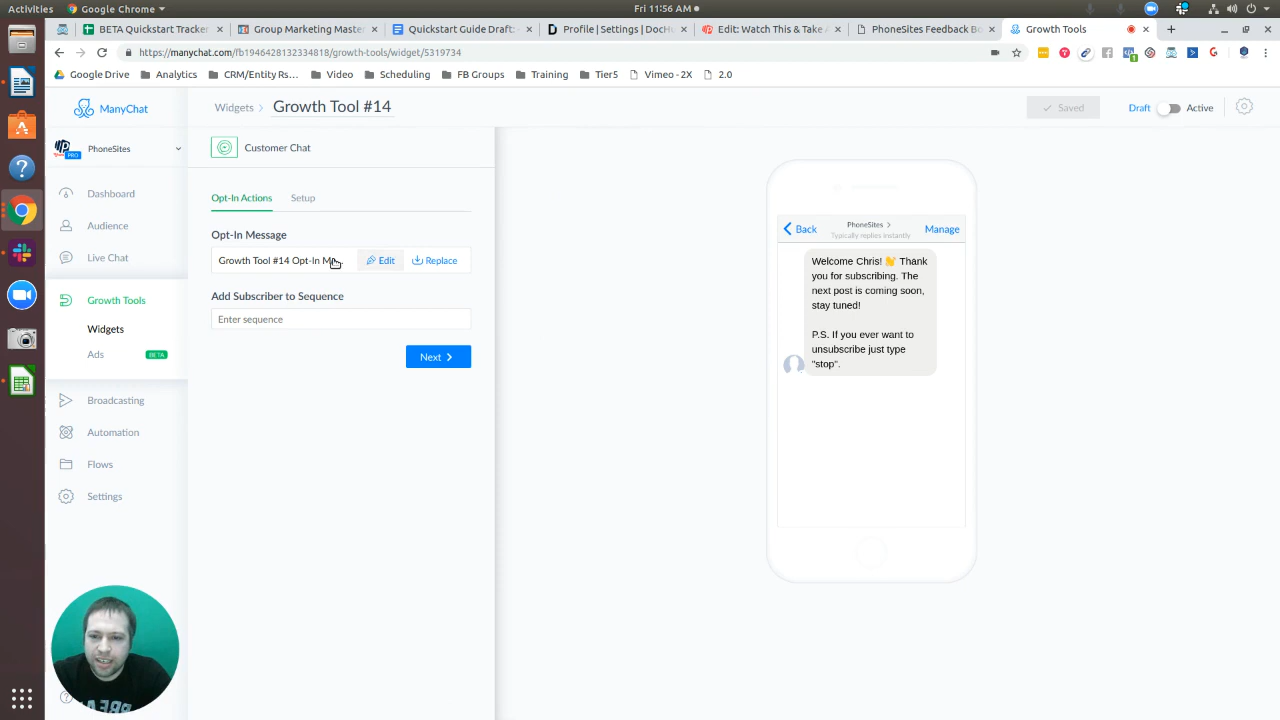 Activities
Google Chrome
Fri 11:56 AM
BETA Quickstart Tracker
Group Marketing Master
Quickstart Guide Draft:
Profile | Settings | DocHu
Edit: Watch This & Take A
PhoneSites Feedback Bo
Growth Tools
https://manychat.com/fb1946428132334818/growth-tools/widget/5319734
Google Drive
Analytics
CRM/Entity Rs...
Video
Scheduling
FB Groups
Training
Tier5
Vimeo - 2X
2.0
ManyChat
Widgets
Growth Tool #14
Saved
Draft
Active
PhoneSites
PRO
Customer Chat
Dashboard
Audience
Live Chat
Growth Tools
Widgets
Ads
BETA
Broadcasting
Automation
Flows
Settings
Opt-In Actions
Setup
Opt-In Message
Growth Tool #14 Opt-In
Edit
Replace
Add Subscriber to Sequence
Enter sequence
Next
Back
PhoneSites
Typically replies instantly
Manage
Welcome Chris! 👋 Thank
you for subscribing. The
next post is coming soon,
stay tuned!
P.S. If you ever want to
unsubscribe just type
"stop".